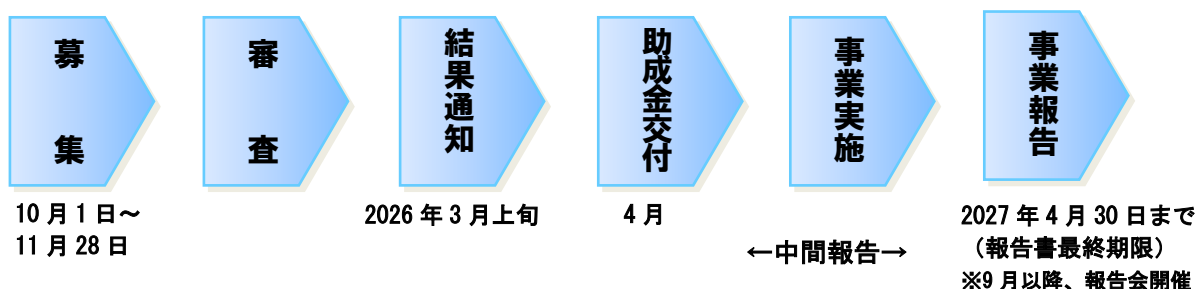 募集
審査
結果通知
助成金交付
事業実施
事業報告
10月1日～
11月28日
2026年3月上旬
4月
←中間報告→
2027年4月30日まで
（報告書最終期限）
※9月以降、報告会開催